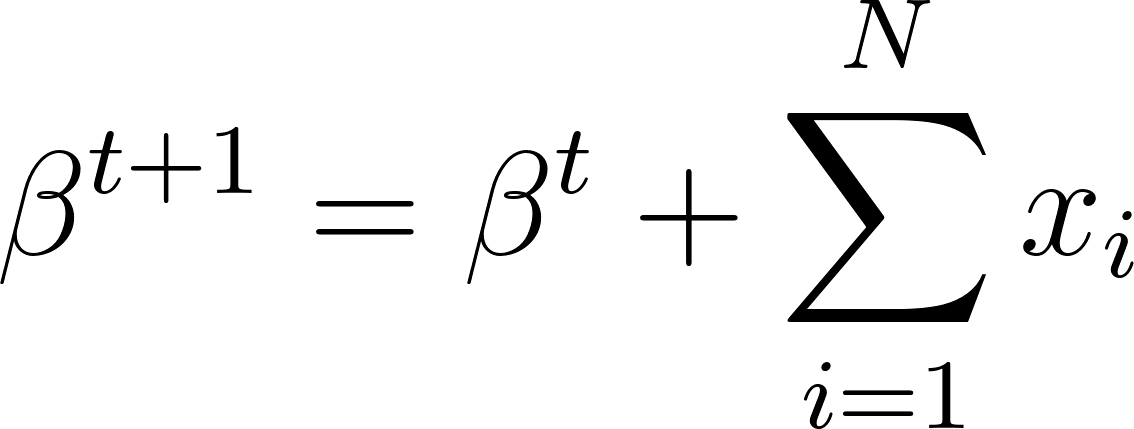 β^{t+1} = β^t + \sum_{i=1}^{N} x_i